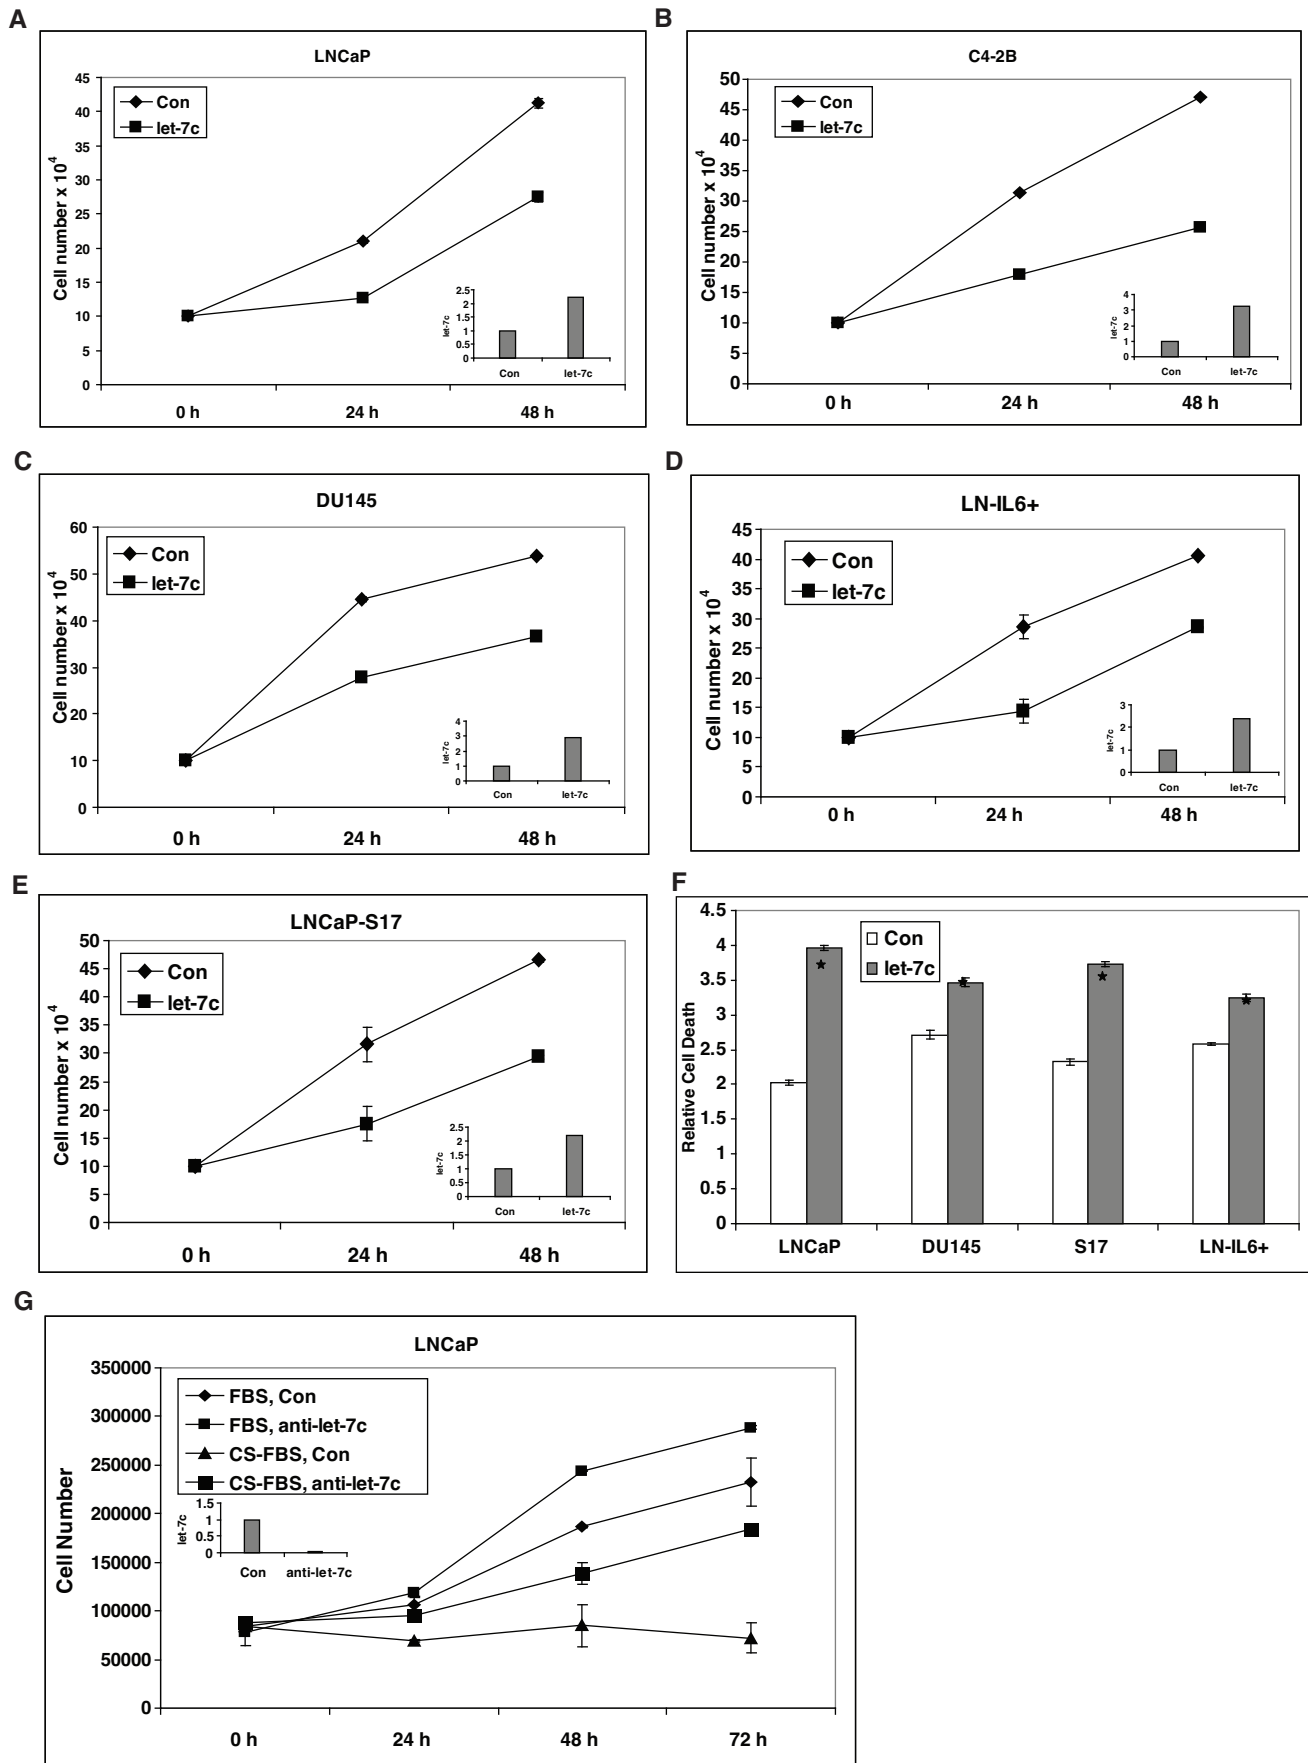 A
LNCaP
Con
let-7c
Cell number x 10^4
45
40
35
30
25
20
15
10
5
0
0 h
24 h
48 h
let-7c
2.5
2
1.5
1
0.5
0
Con
let-7c
B
C4-2B
Con
let-7c
Cell number x 10^4
50
45
40
35
30
25
20
15
10
5
0
0 h
24 h
48 h
let-7c
4
3
2
1
0
Con
let-7c
C
DU145
Con
let-7c
Cell number x 10^4
60
50
40
30
20
10
0
0 h
24 h
48 h
let-7c
4
3
2
1
0
Con
let-7c
D
LN-IL6+
Con
let-7c
Cell number x 10^4
45
40
35
30
25
20
15
10
5
0
0 h
24 h
48 h
let-7c
3
2
1
0
Con
let-7c
E
LNCaP-S17
Con
let-7c
Cell number x 10^4
50
45
40
35
30
25
20
15
10
5
0
0 h
24 h
48 h
let-7c
2.5
2
1.5
1
0.5
0
Con
let-7c
F
Con
let-7c
Relative Cell Death
4.5
4
3.5
3
2.5
2
1.5
1
0.5
0
LNCaP
DU145
S17
LN-IL6+
G
LNCaP
FBS, Con
FBS, anti-let-7c
CS-FBS, Con
CS-FBS, anti-let-7c
Cell Number
350000
300000
250000
200000
150000
100000
50000
0
0 h
24 h
48 h
72 h
let-7c
1.5
1
0.5
0
Con
anti-let-7c